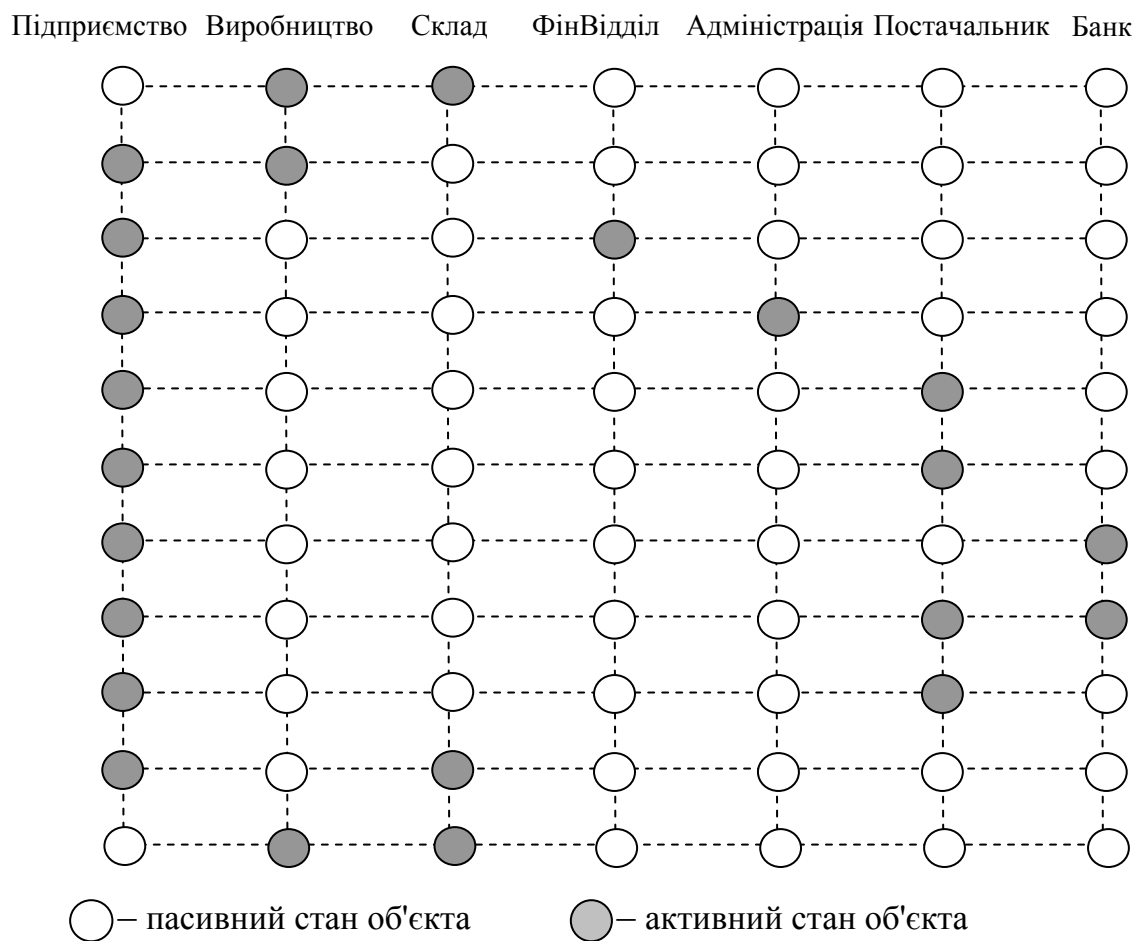 Підприємство Виробництво Склад ФінВідділ Адміністрація Постачальник Банк
– пасивний стан об'єкта – активний стан об'єкта